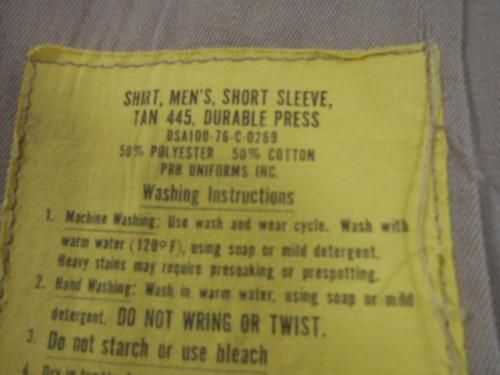 SHIRT, MEN'S, SHORT SLEEVE,
TAN 445, DURABLE PRESS
DSA100-76-C-0269
50% POLYESTER 50% COTTON
PRB UNIFORMS INC.
Washing Instructions
1. Machine Washing: Use wash and wear cycle. Wash with
warm water (120°F), using soap or mild detergent.
Heavy stains may require presoaking or prespotting.
2. Hand Washing: Wash in warm water, using soap or mild
detergent. DO NOT WRING OR TWIST.
3. Do not starch or use bleach
4. Dry in